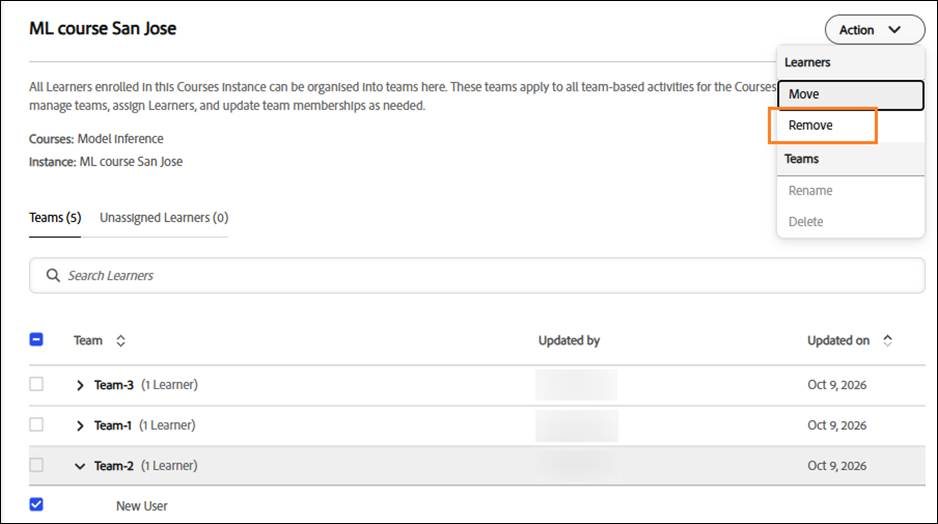 ML course San Jose
Action
Learners
Move
Remove
Teams
Rename
Delete
All Learners enrolled in this Courses Instance can be organised into teams here. These teams apply to all team-based activities for the Courses
manage teams, assign Learners, and update team memberships as needed.
Courses: Model Inference
Instance: ML course San Jose
Teams (5) Unassigned Learners (0)
Search Learners
Team Updated by Updated on
Team-3 (1 Learner) Oct 9, 2026
Team-1 (1 Learner) Oct 9, 2026
Team-2 (1 Learner) Oct 9, 2026
New User